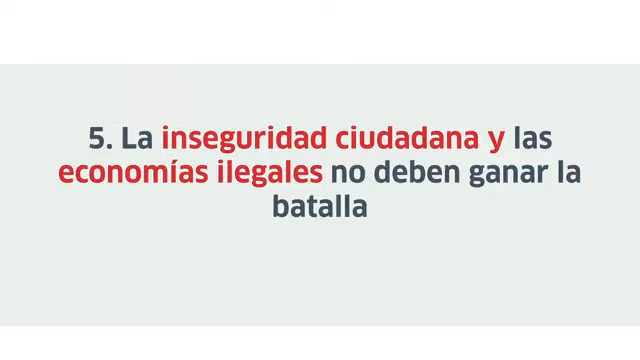 5. La inseguridad ciudadana y las
economías ilegales no deben ganar la
batalla